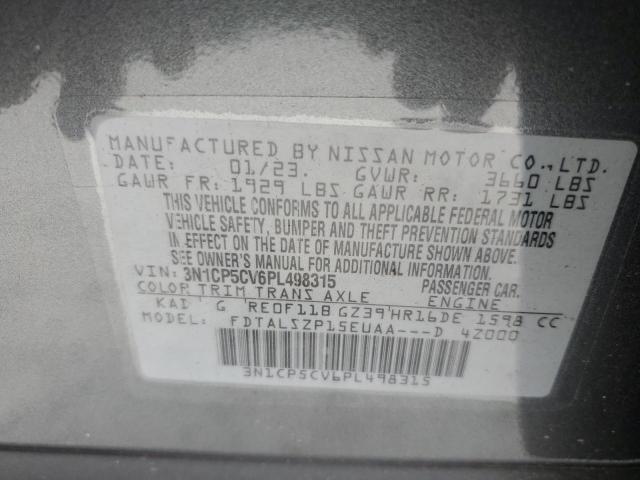 MANUFACTURED BY NISSAN MOTOR CO., LTD.
DATE: 01/23. GVWR: 3660 LBS
GAWR FR: 1929 LBS GAWR RR: 1731 LBS
THIS VEHICLE CONFORMS TO ALL APPLICABLE FEDERAL MOTOR
VEHICLE SAFETY, BUMPER AND THEFT PREVENTION STANDARDS
IN EFFECT ON THE DATE OF MANUFACTURE SHOWN ABOVE.
SEE OWNER'S MANUAL FOR ADDITIONAL INFORMATION.
VIN: 3N1CP5CV6PL498315 PASSENGER CAR.
COLOR TRIM TRANS AXLE ENGINE
KAD G RE0F11B GZ39 HR16DE 1598 CC
MODEL FDTALSZP15EUAA---D 4Z000
3N1CP5CV6PL498315